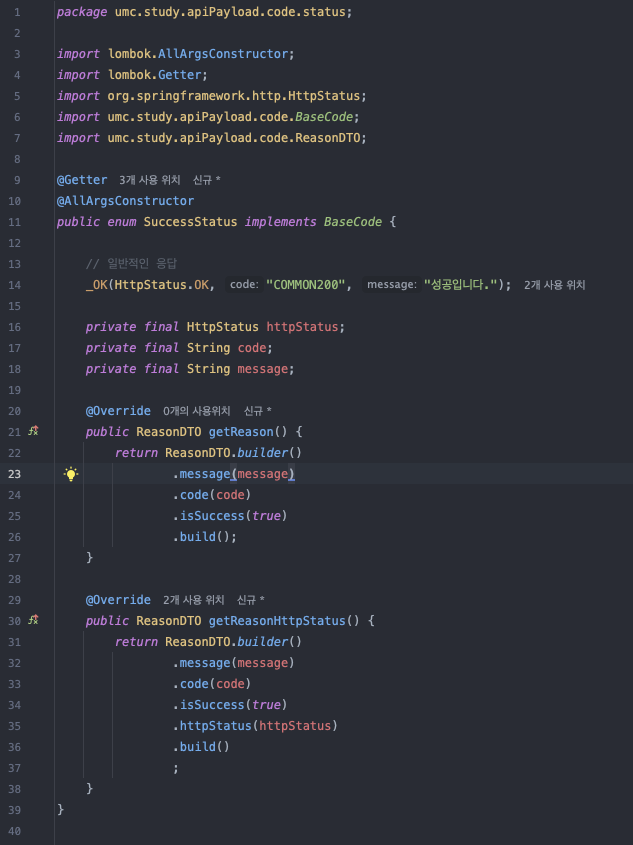 1 package umc.study.apiPayload.code.status;
2
3 import lombok.AllArgsConstructor;
4 import lombok.Getter;
5 import org.springframework.http.HttpStatus;
6 import umc.study.apiPayload.code.BaseCode;
7 import umc.study.apiPayload.code.ReasonDTO;
8
9 @Getter 3개 사용 위치 신규 *
10 @AllArgsConstructor
11 public enum SuccessStatus implements BaseCode {
12
13 // 일반적인 응답
14 _OK(HttpStatus.OK, code: "COMMON200", message: "성공입니다."); 2개 사용 위치
15
16 private final HttpStatus httpStatus;
17 private final String code;
18 private final String message;
19
20 @Override 0개의 사용위치 신규 *
21 public ReasonDTO getReason() {
22 return ReasonDTO.builder()
23 .message(message)
24 .code(code)
25 .isSuccess(true)
26 .build();
27 }
28
29 @Override 2개 사용 위치 신규 *
30 public ReasonDTO getReasonHttpStatus() {
31 return ReasonDTO.builder()
32 .message(message)
33 .code(code)
34 .isSuccess(true)
35 .httpStatus(httpStatus)
36 .build()
37 ;
38 }
39 }
40